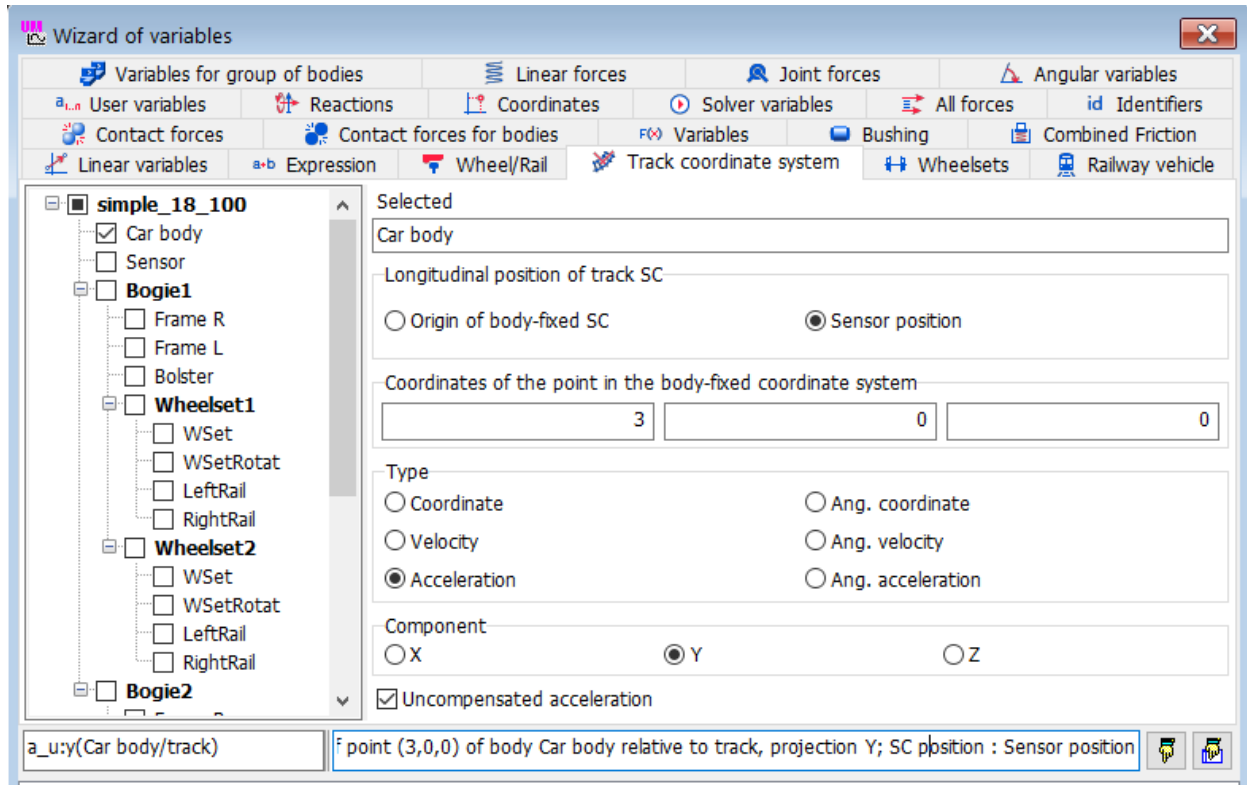 UM Wizard of variables
Variables for group of bodies Linear forces Joint forces Angular variables
a1..n User variables Reactions Coordinates Solver variables All forces id Identifiers
Contact forces Contact forces for bodies F(x) Variables Bushing Combined Friction
Linear variables a+b Expression Wheel/Rail Track coordinate system Wheelsets Railway vehicle
simple_18_100
Car body
Sensor
Bogie1
Frame R
Frame L
Bolster
Wheelset1
WSet
WSetRotat
LeftRail
RightRail
Wheelset2
WSet
WSetRotat
LeftRail
RightRail
Bogie2
Selected
Car body
Longitudinal position of track SC
Origin of body-fixed SC Sensor position
Coordinates of the point in the body-fixed coordinate system
3 0 0
Type
Coordinate Ang. coordinate
Velocity Ang. velocity
Acceleration Ang. acceleration
Component
X Y Z
Uncompensated acceleration
a_u:y(Car body/track) point (3,0,0) of body Car body relative to track, projection Y; SC position : Sensor position